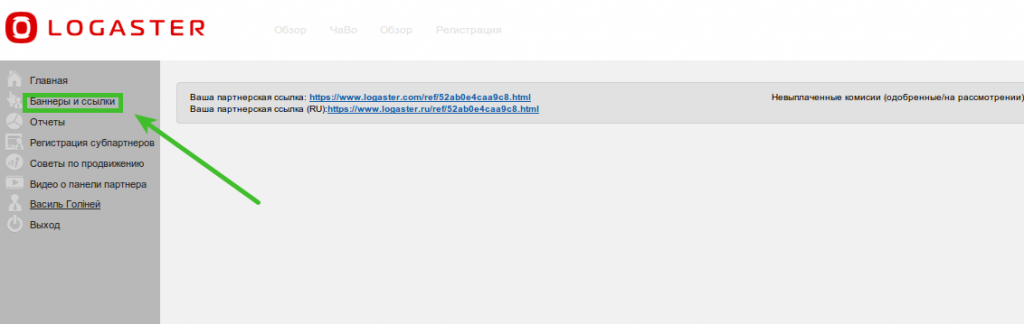 LOGASTER
Обзор ЧаВо Обзор Регистрация
Главная
Баннеры и ссылки
Отчеты
Регистрация субпартнеров
Советы по продвижению
Видео о панели партнера
Василь Голіней
Выход
Ваша партнерская ссылка: https://www.logaster.com/ref/52ab0e4caa9c8.html
Невыплаченные комисии (одобренные/на рассмотрении)
Ваша партнерская ссылка (RU):https://www.logaster.ru/ref/52ab0e4caa9c8.html